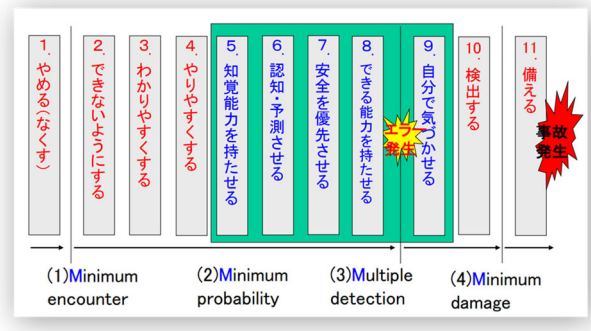 1. やめる(なくす)
2. できないようにする
3. わかりやすくする
4. やりやすくする
5. 知覚能力を持たせる
6. 認知・予測させる
7. 安全を優先させる
8. できる能力を持たせる
エラー
発生
9. 自分で気づかせる
10. 検出する
11. 備える
事故
発生
(1)Minimum
encounter
(2)Minimum
probability
(3)Multiple
detection
(4)Minimum
damage